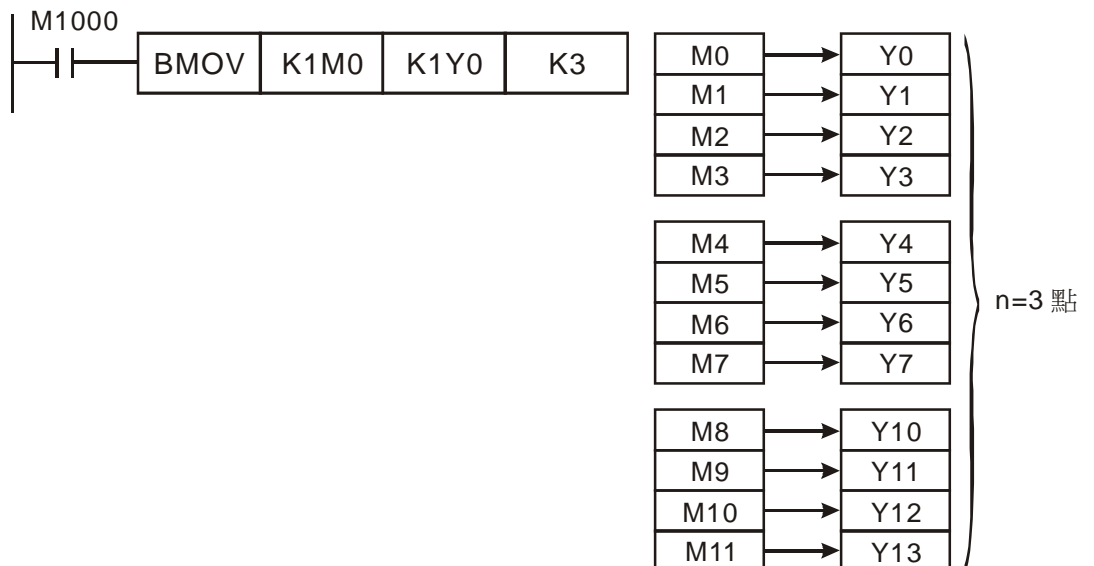 M1000
BMOV K1M0 K1Y0 K3
M0 Y0
M1 Y1
M2 Y2
M3 Y3
M4 Y4
M5 Y5
M6 Y6
M7 Y7
n=3 點
M8 Y10
M9 Y11
M10 Y12
M11 Y13